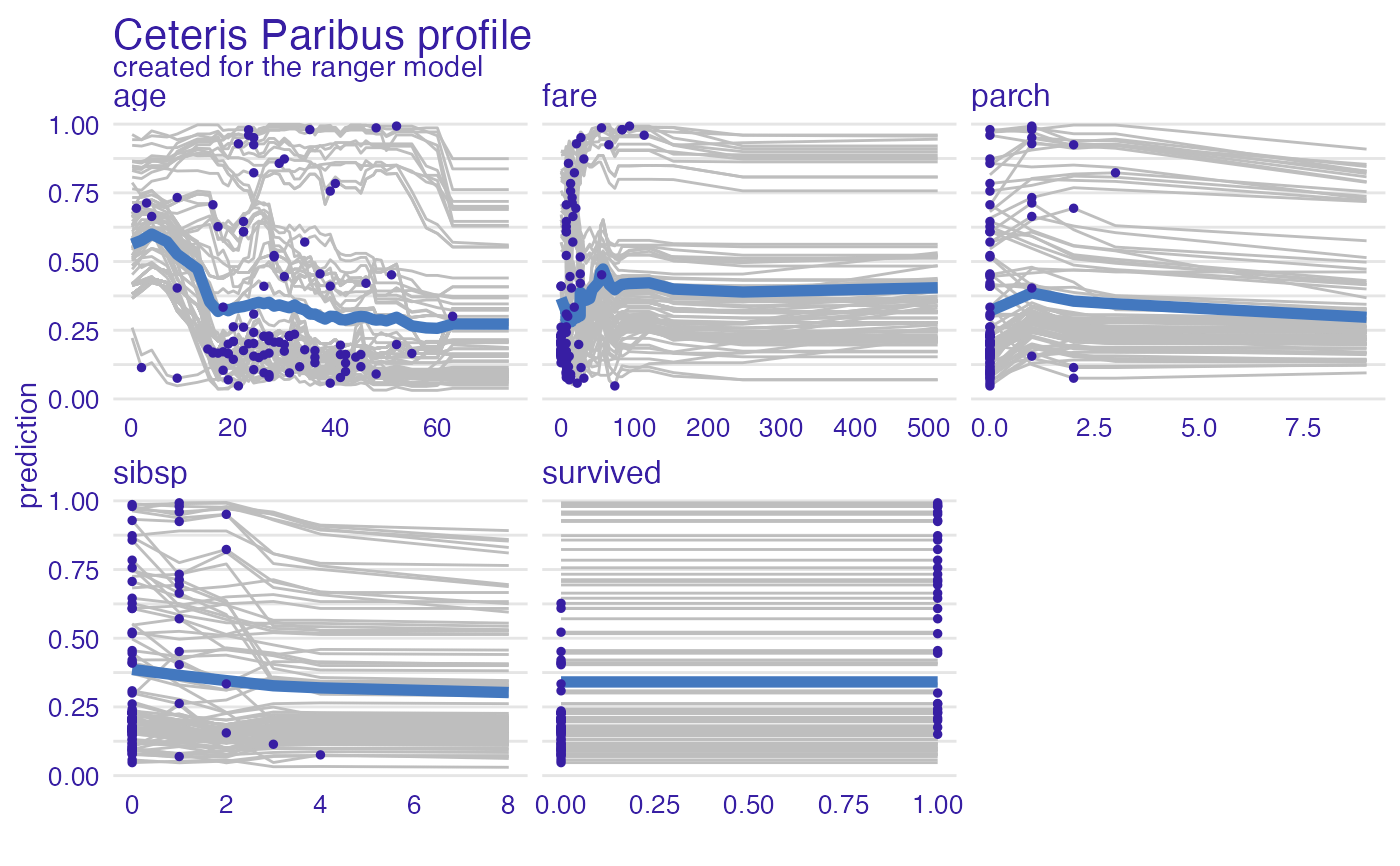 Ceteris Paribus profile
created for the ranger model
age
fare
parch
1.00
0.75
0.50
0.25
0.00
0 20 40 60
0 100 200 300 400 500
0.0 2.5 5.0 7.5
prediction
sibsp
survived
1.00
0.75
0.50
0.25
0.00
0 2 4 6 8
0.00 0.25 0.50 0.75 1.00